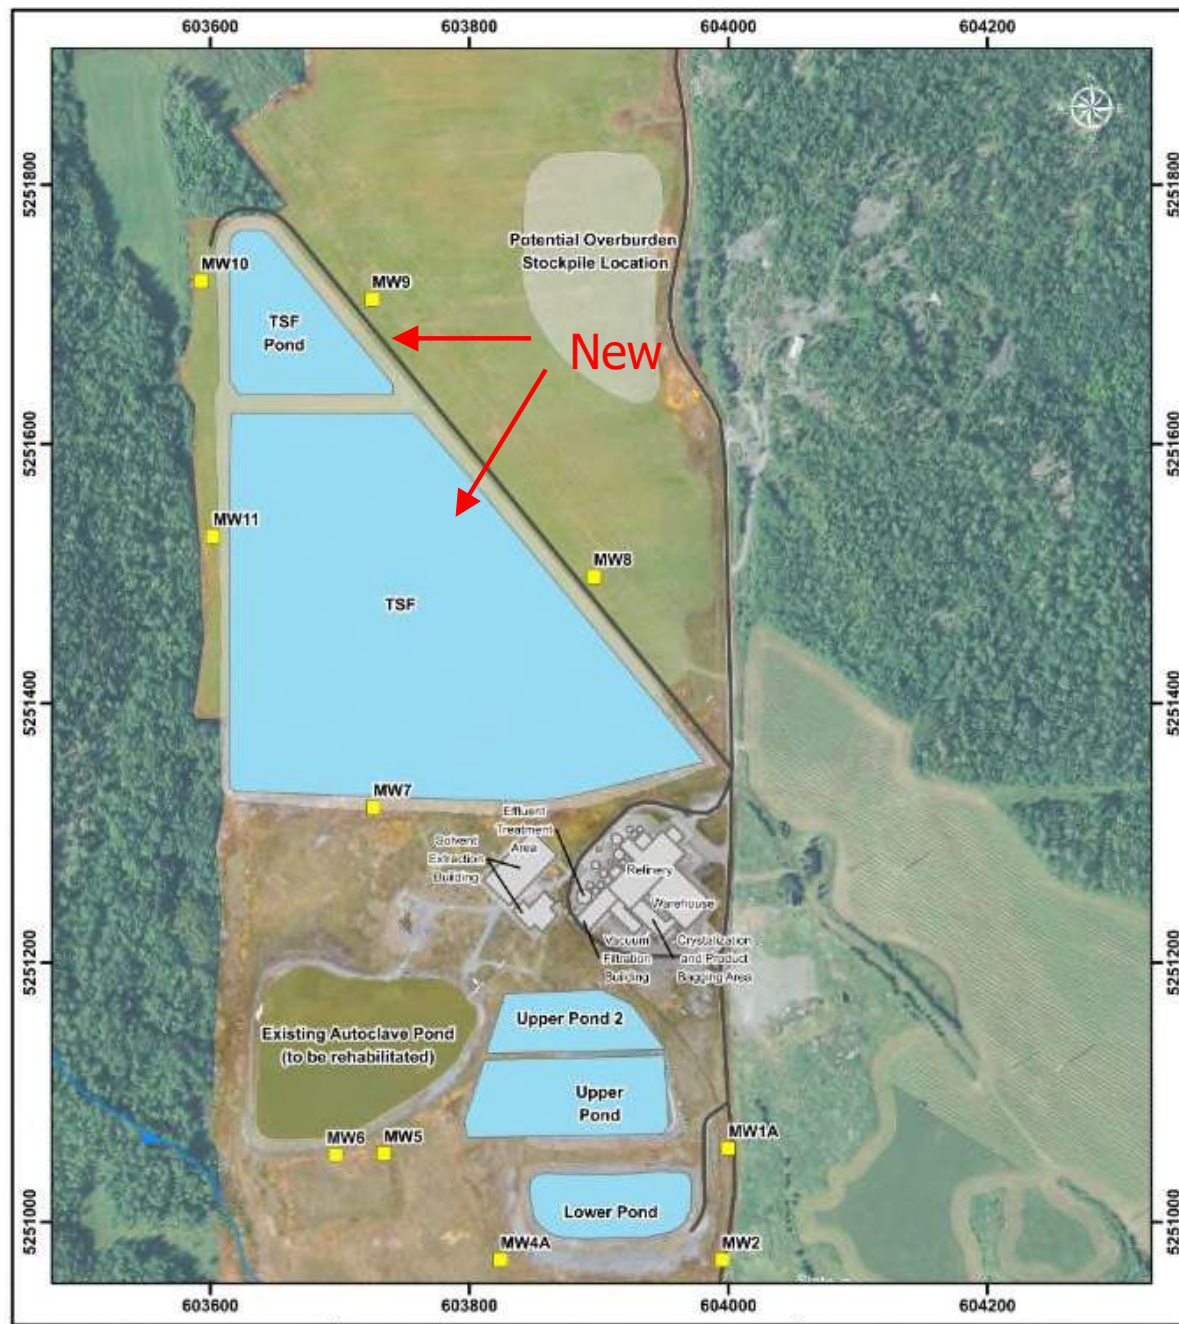 603600
603800
604000
604200
5251800
5251800
Potential Overburden
Stockpile Location
MW10
MW9
TSF
Pond
New
5251600
5251600
MW11
MW8
TSF
5251400
5251400
MW7
Effluent
Treatment
Area
Solvent
Extraction
Building
Refinery
Warehouse
Vacuum
Filtration
Building
Crystalization
and Product
Bagging Area
5251200
5251200
Existing Autoclave Pond
(to be rehabilitated)
Upper Pond 2
Upper
Pond
MW6
MW5
MW1A
Lower Pond
5251000
5251000
MW4A
MW2
603600
603800
604000
604200